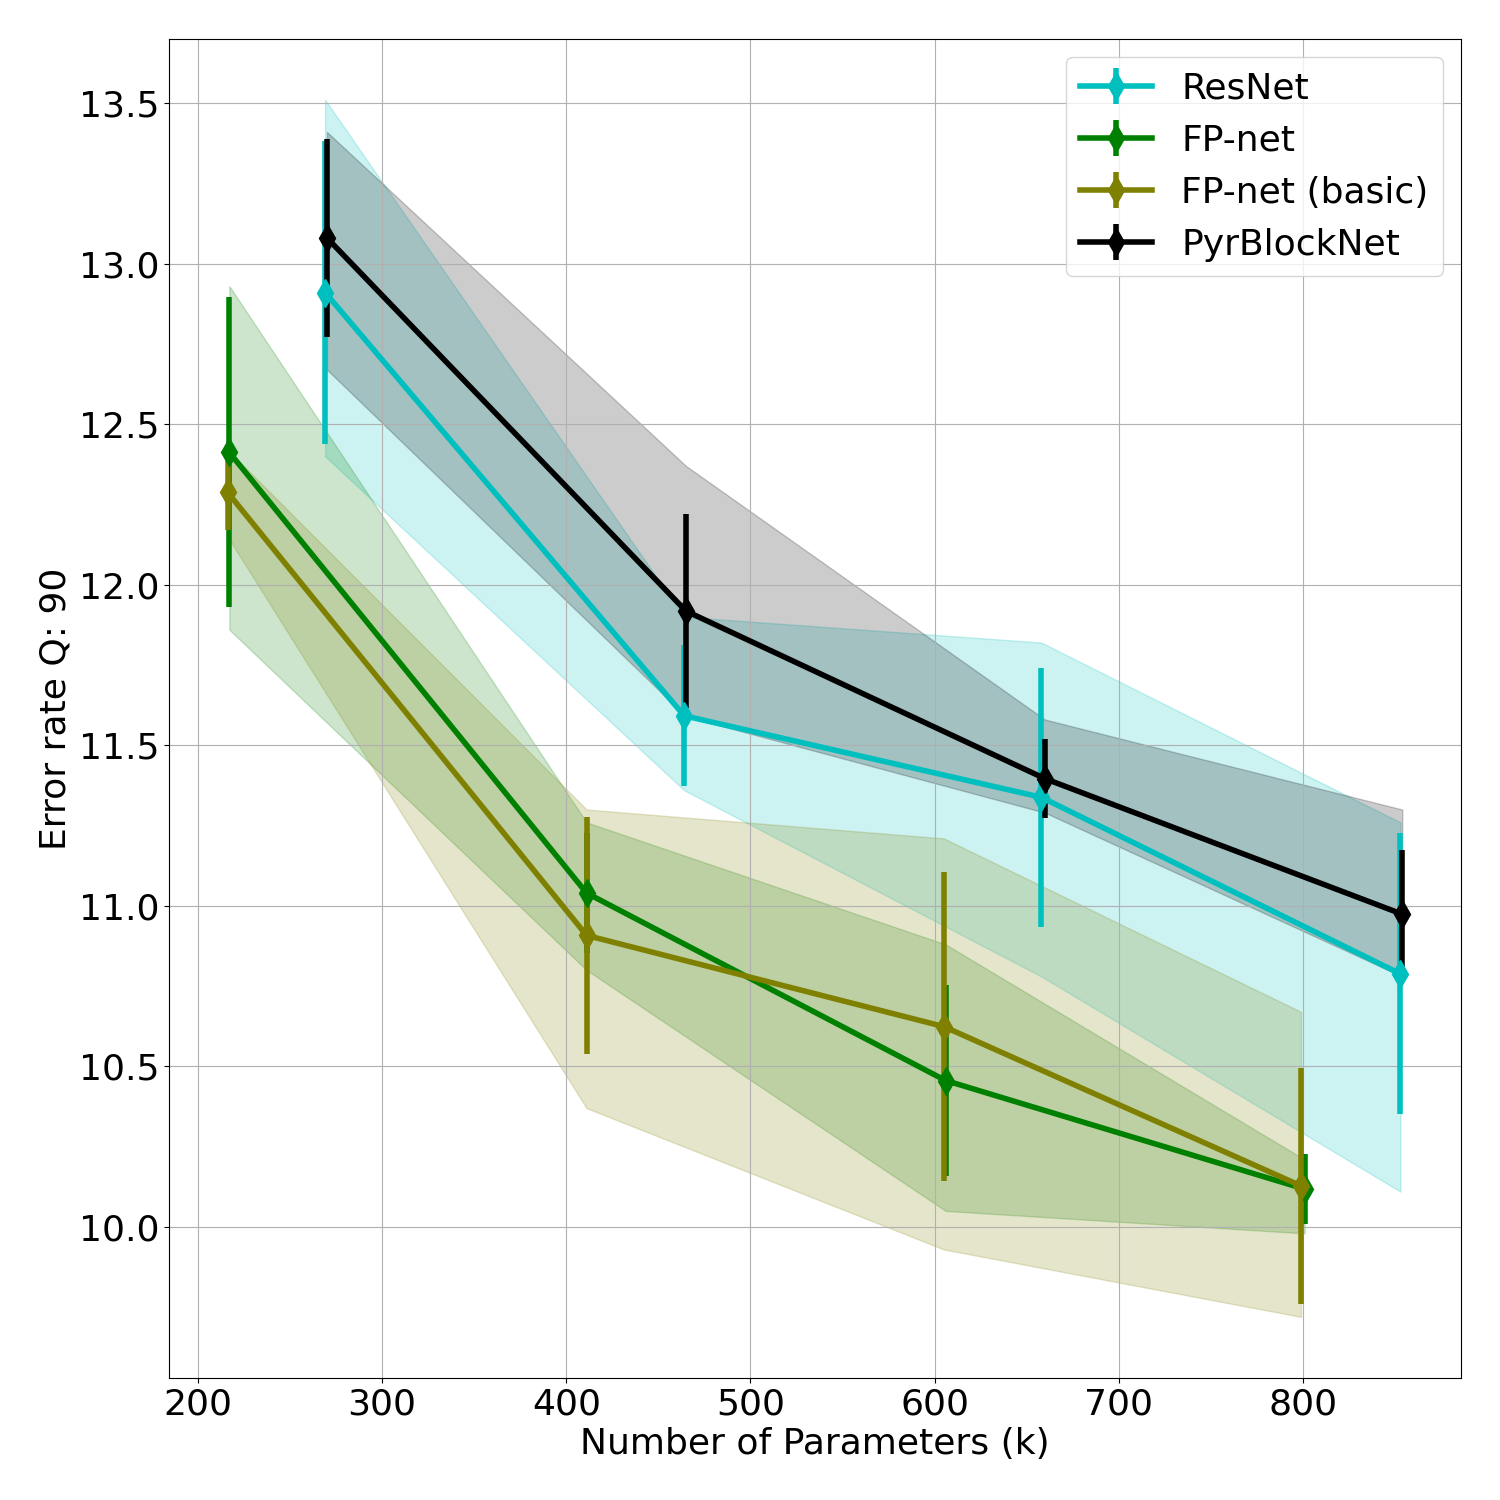 ResNet
FP-net
FP-net (basic)
PyrBlockNet
Error rate Q: 90
13.5
13.0
12.5
12.0
11.5
11.0
10.5
10.0
200 300 400 500 600 700 800
Number of Parameters (k)